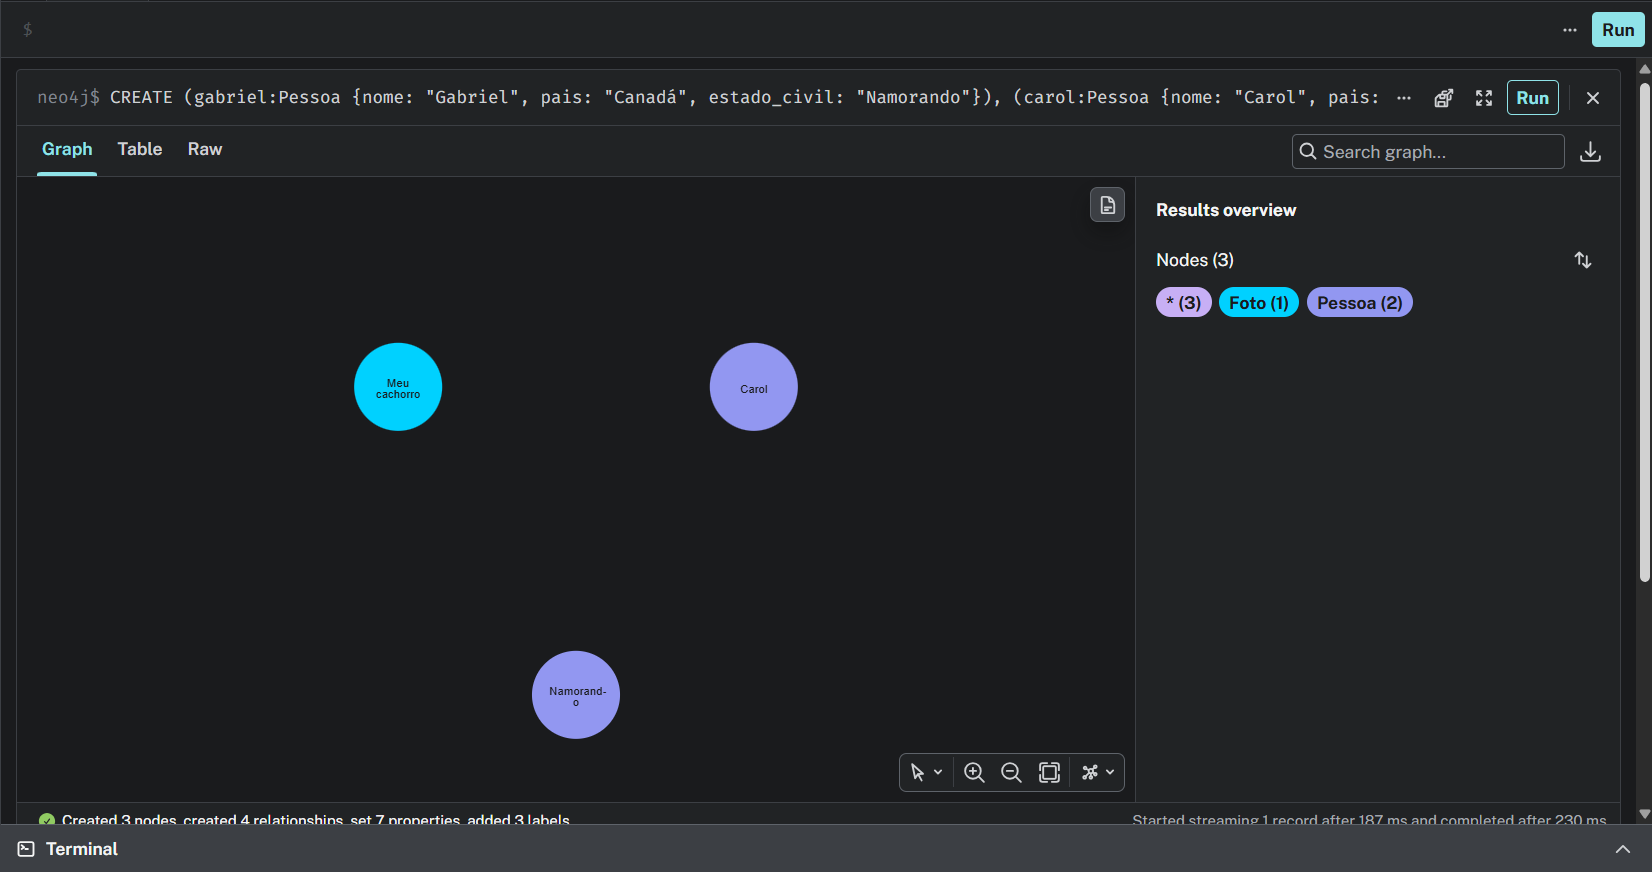 $
Run
neo4j$ CREATE (gabriel:Pessoa {nome: "Gabriel", pais: "Canadá", estado_civil: "Namorando"}), (carol:Pessoa {nome: "Carol", pais: ···
Run
Graph Table Raw
Search graph...
Results overview
Nodes (3)
* (3) Foto (1) Pessoa (2)
Meu
cachorro
Carol
Namorand-
o
Created 3 nodes, created 4 relationships, set 7 properties, added 3 labels
Started streaming 1 record after 187 ms and completed after 230 ms
Terminal